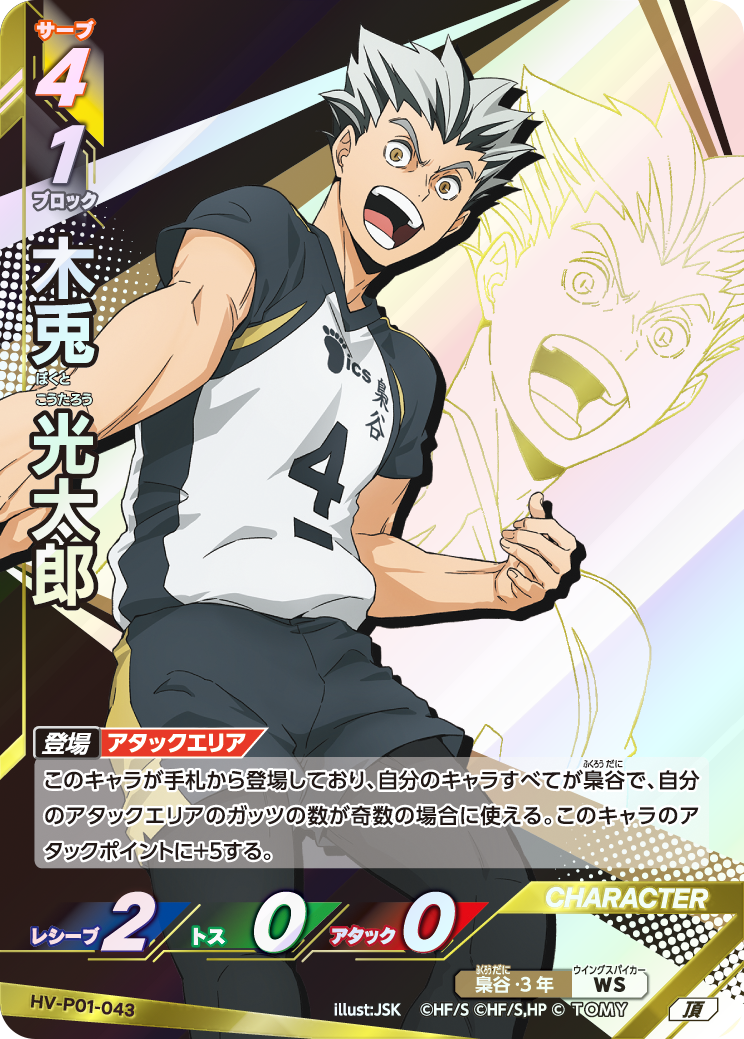 サーブ
4
1
ブロック
木兎
ぼくと
こうたろう
光太郎
ics
梟谷
4
登場 アタックエリア
ふくろうだに
このキャラが手札から登場しており、自分のキャラすべてが梟谷で、自分
のアタックエリアのガッツの数が奇数の場合に使える。このキャラのア
タックポイントに+5する。
CHARACTER
レシーブ 2 トス 0 アタック 0
ふくろうだに ウイングスパイカー
梟谷・3年 WS
HV-P01-043 illust:JSK ©HF/S ©HF/S,HP © TOMY 頂